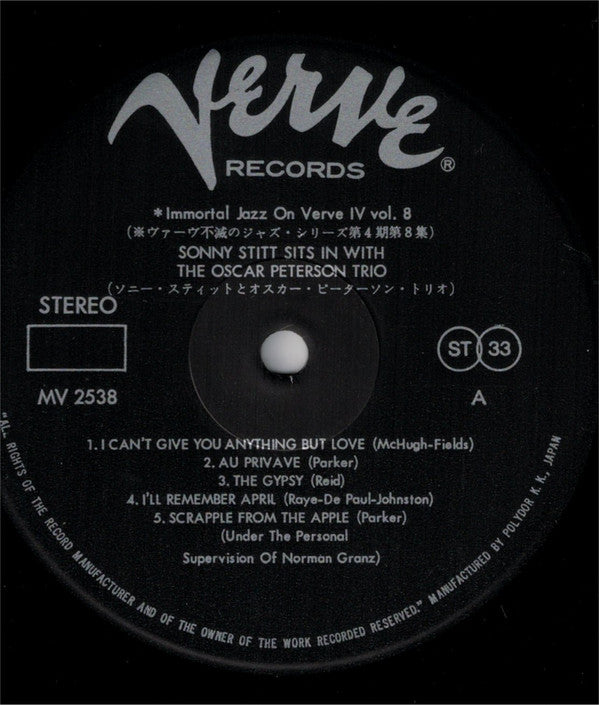 Verve
RECORDS ®
*Immortal Jazz On Verve IV vol. 8
(※ヴァーヴ不滅のジャズ・シリーズ第4期第8集)
SONNY STITT SITS IN WITH
THE OSCAR PETERSON TRIO
(ソニー・スティットとオスカー・ピーターソン・トリオ)
STEREO
ST 33
MV 2538
A
1. I CAN'T GIVE YOU ANYTHING BUT LOVE (McHugh-Fields)
2. AU PRIVAVE (Parker)
3. THE GYPSY (Reid)
4. I'LL REMEMBER APRIL (Raye-De Paul-Johnston)
5. SCRAPPLE FROM THE APPLE (Parker)
(Under The Personal
Supervision Of Norman Granz)
"ALL RIGHTS OF THE RECORD MANUFACTURER AND OF THE OWNER OF THE WORK RECORDED RESERVED." MANUFACTURED BY POLYDOR K. K., JAPAN